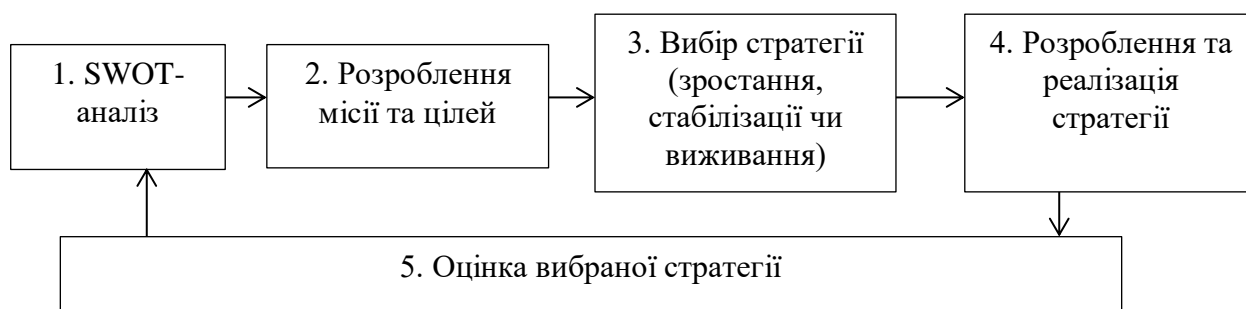 1. SWOT-
аналіз
2. Розроблення
місії та цілей
3. Вибір стратегії
(зростання,
стабілізації чи
виживання)
4. Розроблення та
реалізація
стратегії
5. Оцінка вибраної стратегії